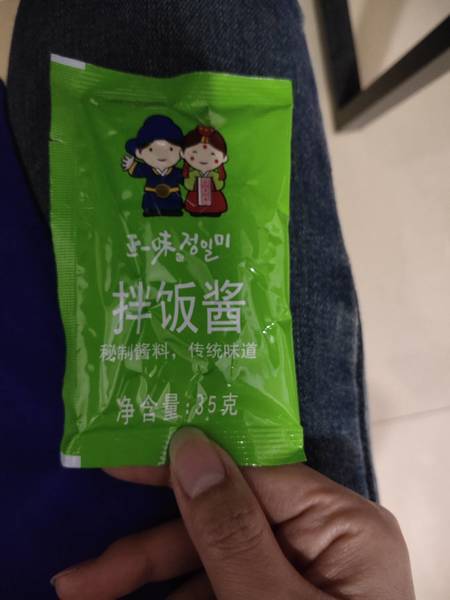 正一味정일미
拌饭酱
秘制酱料，传统味道
净含量:35克